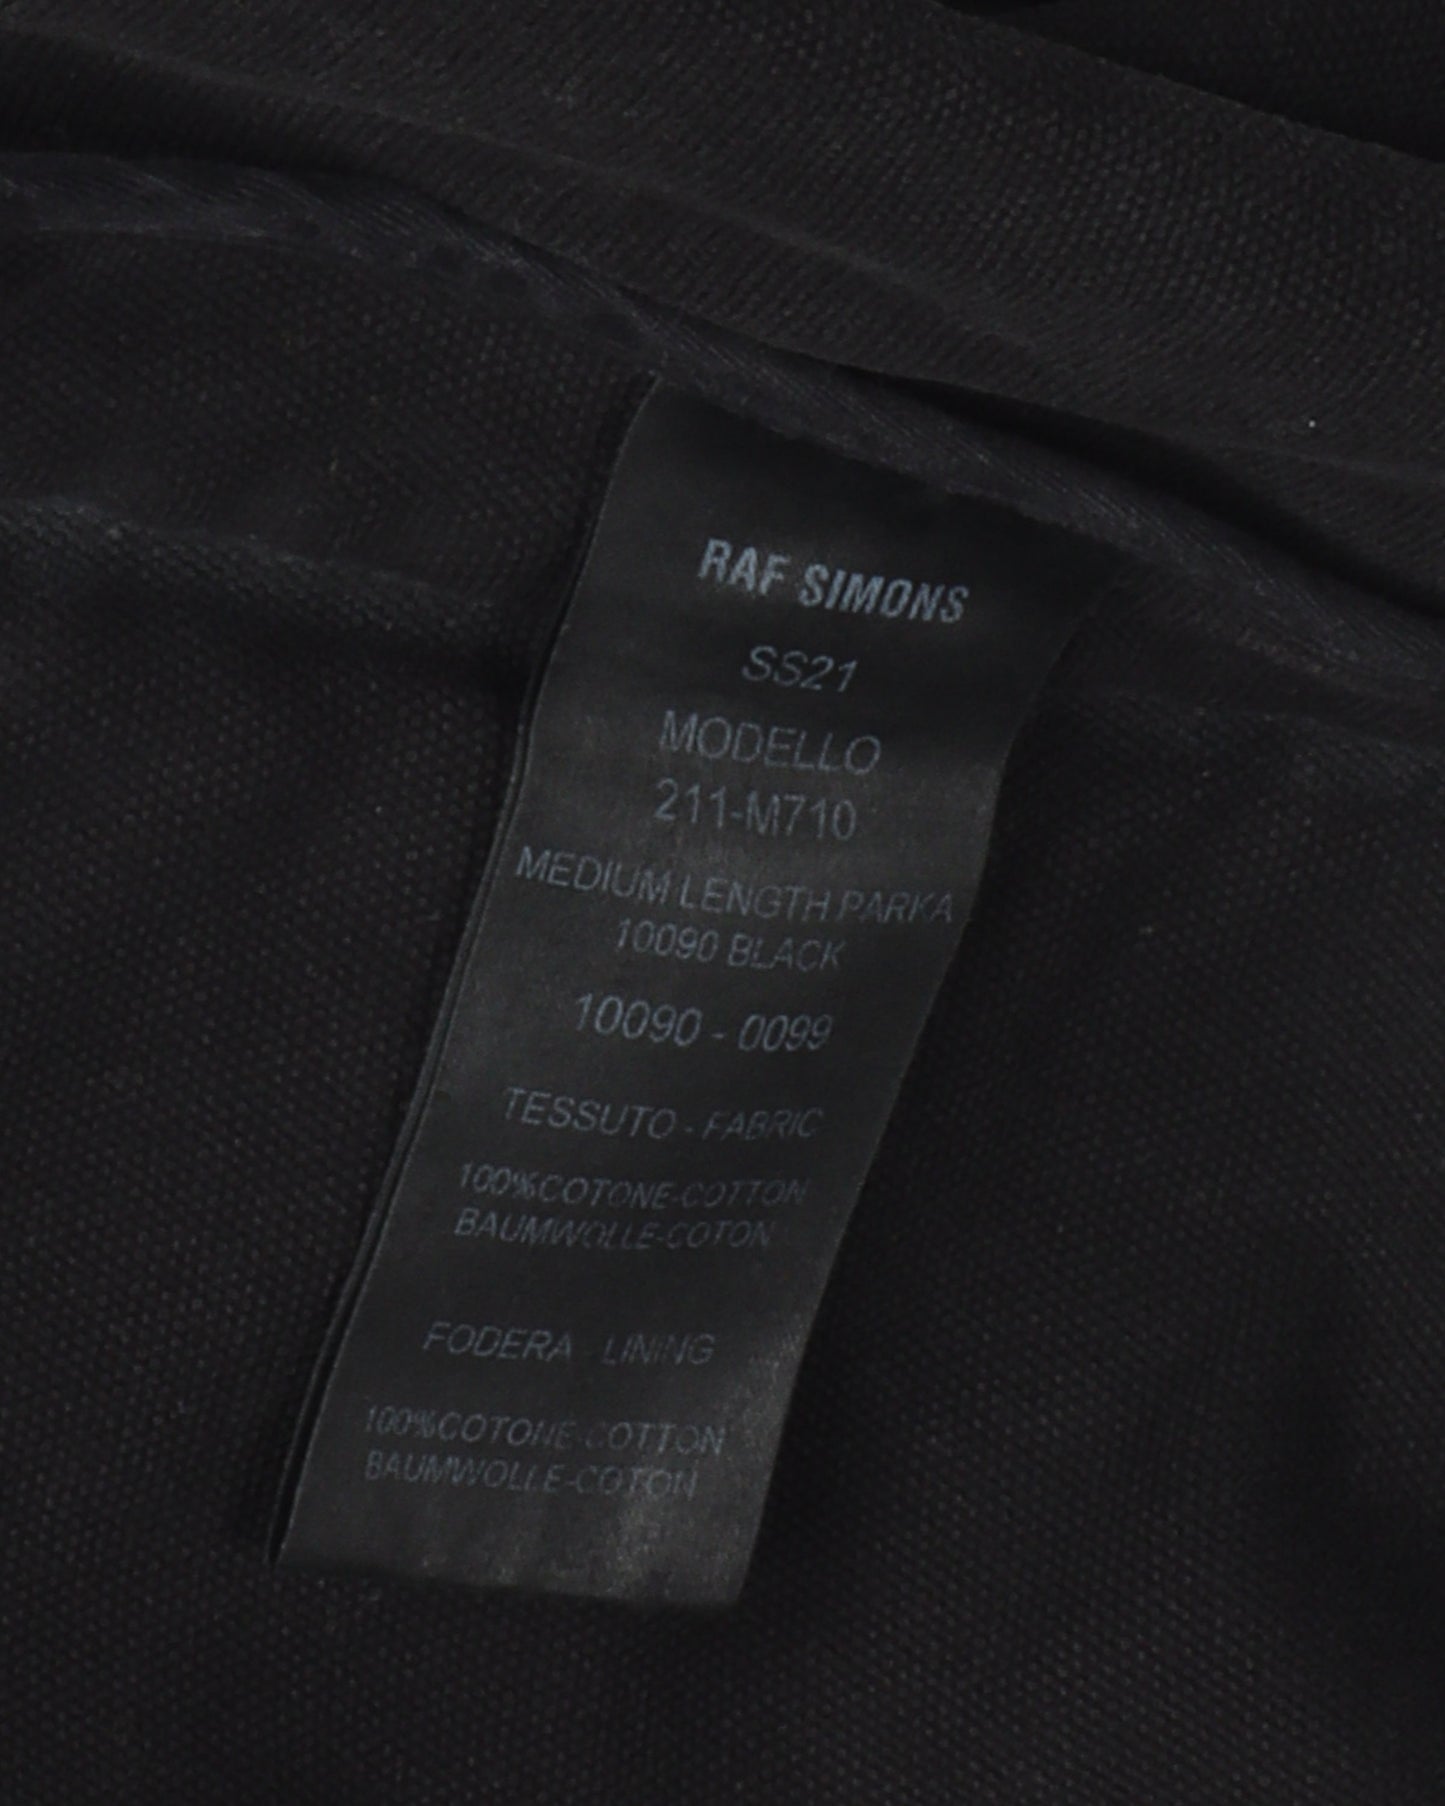 RAF SIMONS
SS21
MODELLO
211-M710
MEDIUM LENGTH PARKA
10090 BLACK
10090 - 0099
TESSUTO - FABRIC
100%COTONE-COTTON
BAUMWOLLE-COTON
FODERA - LINING
100%COTONE-COTTON
BAUMWOLLE-COTON